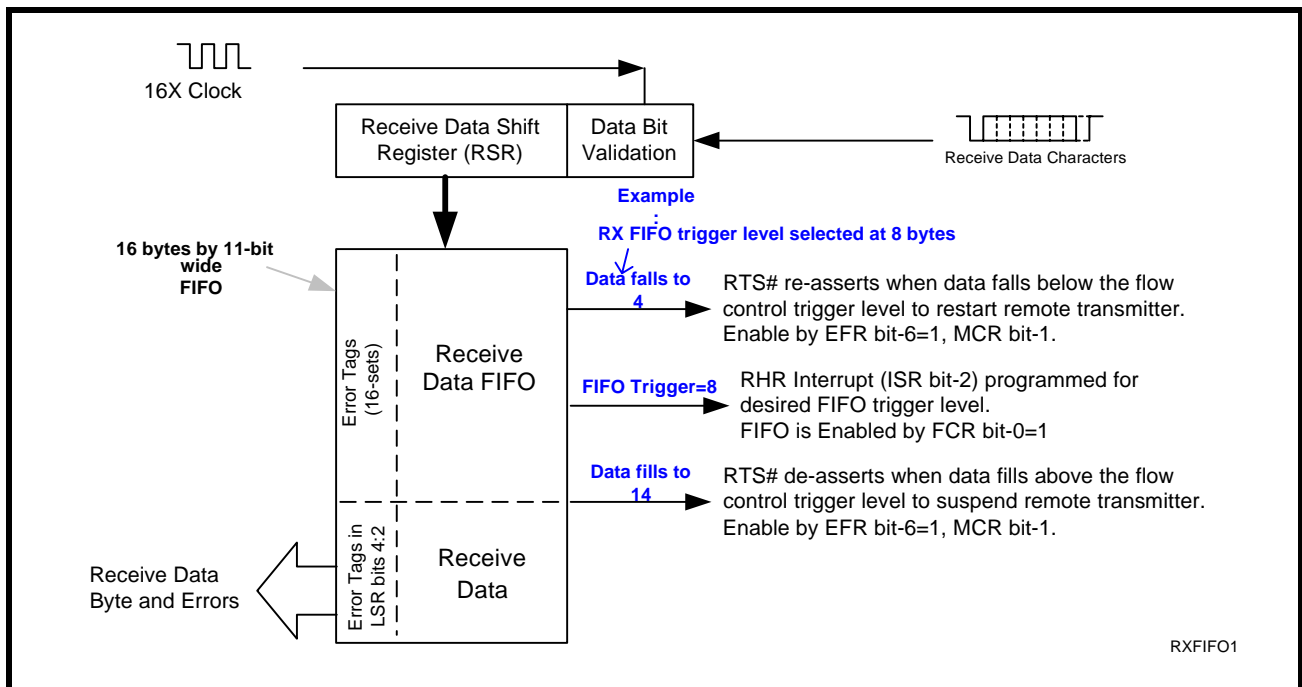 16X Clock
Receive Data Shift
Register (RSR)
Data Bit
Validation
Receive Data Characters
Example
:
RX FIFO trigger level selected at 8 bytes
16 bytes by 11-bit
wide
FIFO
Error Tags
(16-sets)
Receive
Data FIFO
Data falls to
4
RTS# re-asserts when data falls below the flow
control trigger level to restart remote transmitter.
Enable by EFR bit-6=1, MCR bit-1.
FIFO Trigger=8
RHR Interrupt (ISR bit-2) programmed for
desired FIFO trigger level.
FIFO is Enabled by FCR bit-0=1
Data fills to
14
RTS# de-asserts when data fills above the flow
control trigger level to suspend remote transmitter.
Enable by EFR bit-6=1, MCR bit-1.
Error Tags in
LSR bits 4:2
Receive
Data
Receive Data
Byte and Errors
RXFIFO1